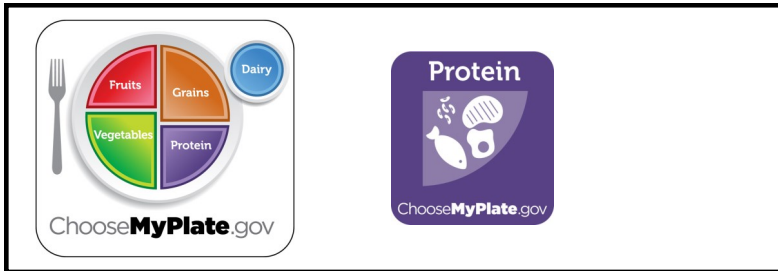 Fruits
Grains
Dairy
Vegetables
Protein
ChooseMyPlate.gov
Protein
ChooseMyPlate.gov